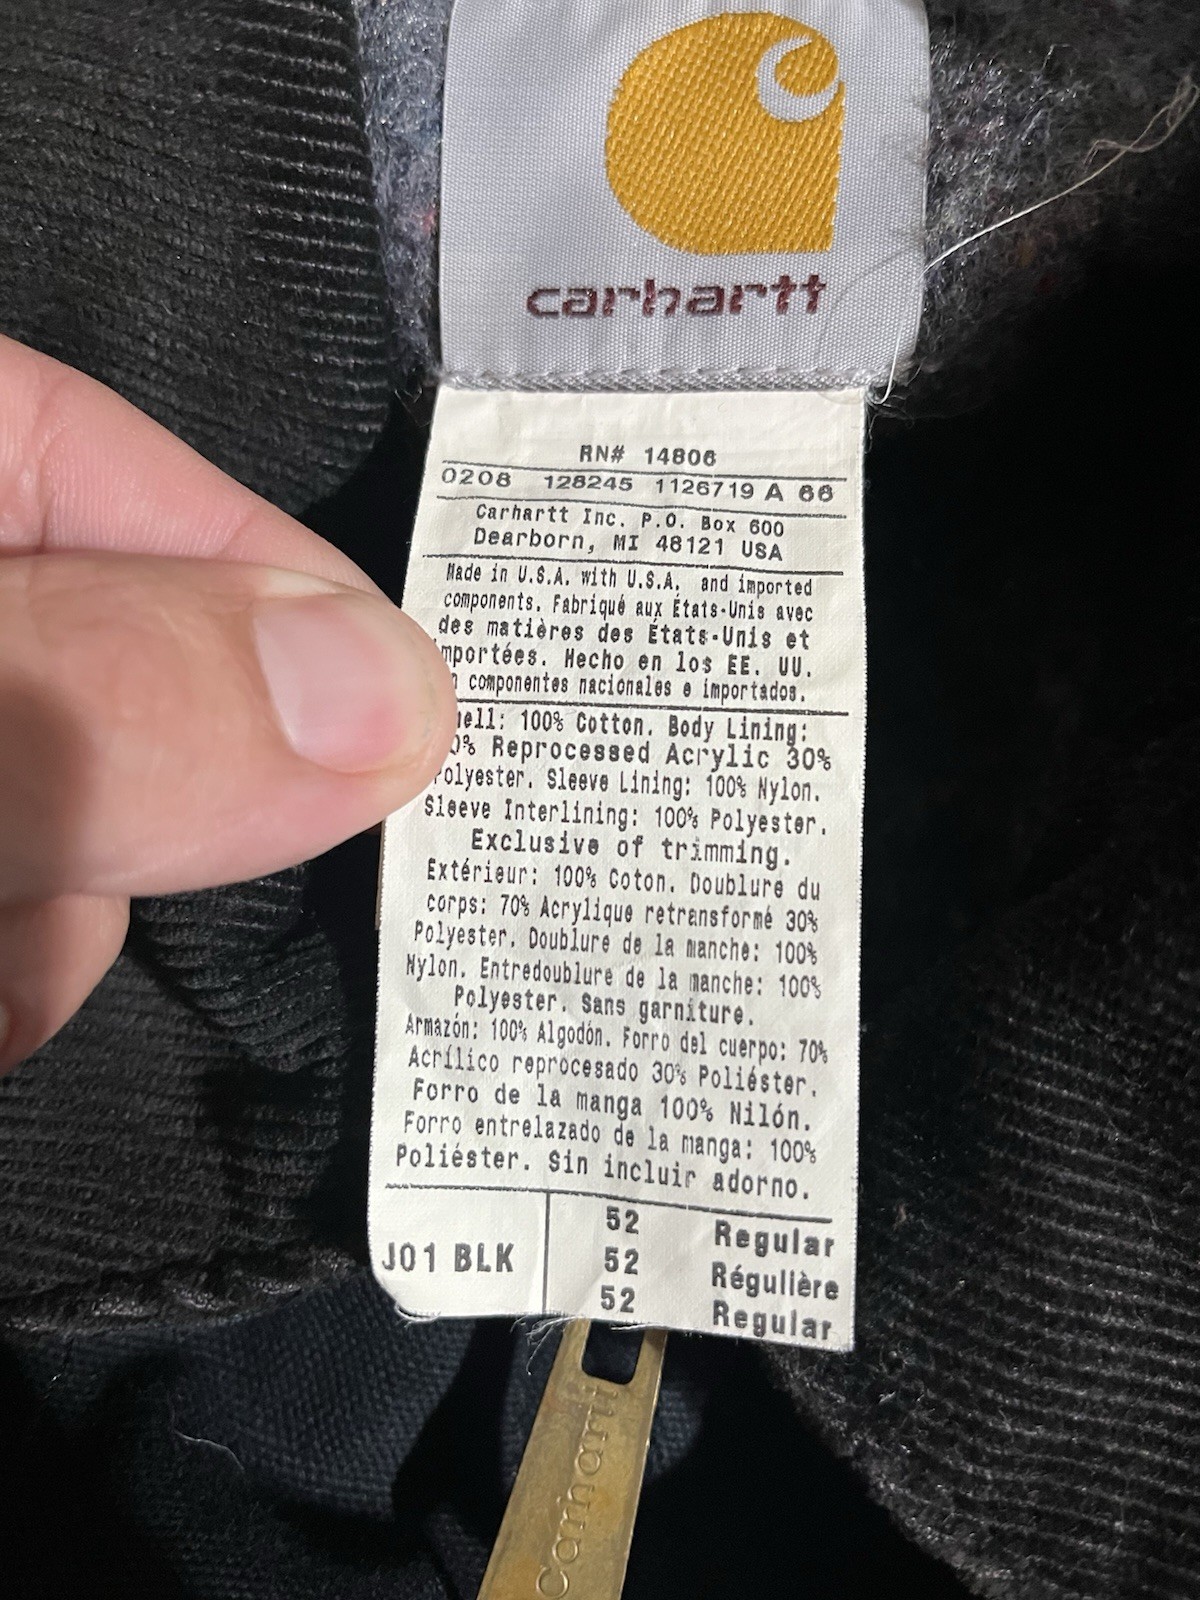 carhartt
RN# 14806
0208 128245 1126719 A 66
Carhartt Inc. P.O. Box 600
Dearborn, MI 48121 USA
Made in U.S.A. with U.S.A. and imported
components. Fabriqué aux États-Unis avec
des matières des États-Unis et
mportées. Hecho en los EE. UU.
componentes nacionales e importados.
ell: 100% Cotton. Body Lining:
0% Reprocessed Acrylic 30%
olyester. Sleeve Lining: 100% Nylon.
Sleeve Interlining: 100% Polyester.
Exclusive of trimming.
Extérieur: 100% Coton. Doublure du
corps: 70% Acrylique retransformé 30%
Polyester. Doublure de la manche: 100%
Nylon. Entredoublure de la manche: 100%
Polyester. Sans garniture.
Armazón: 100% Algodón. Forro del cuerpo: 70%
Acrílico reprocesado 30% Poliéster.
Forro de la manga 100% Nilón.
Forro entrelazado de la manga: 100%
Poliéster. Sin incluir adorno.
J01 BLK
52 Regular
52 Régulière
52 Regular
Carhartt